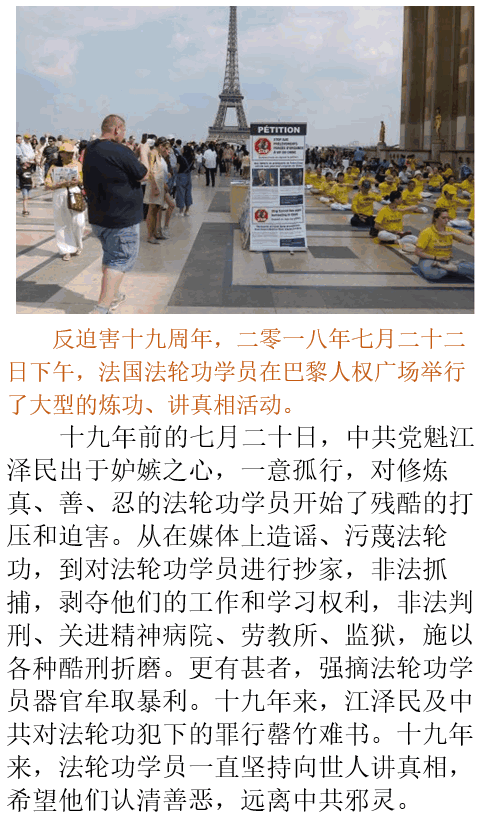 PÉTITION
反迫害十九周年，二零一八年七月二十二
日下午，法国法轮功学员在巴黎人权广场举行
了大型的炼功、讲真相活动。
十九年前的七月二十日，中共党魁江
泽民出于妒嫉之心，一意孤行，对修炼
真、善、忍的法轮功学员开始了残酷的打
压和迫害。从在媒体上造谣、污蔑法轮
功，到对法轮功学员进行抄家，非法抓
捕，剥夺他们的工作和学习权利，非法判
刑、关进精神病院、劳教所、监狱，施以
各种酷刑折磨。更有甚者，强摘法轮功学
员器官牟取暴利。十九年来，江泽民及中
共对法轮功犯下的罪行罄竹难书。十九年
来，法轮功学员一直坚持向世人讲真相，
希望他们认清善恶，远离中共邪灵。